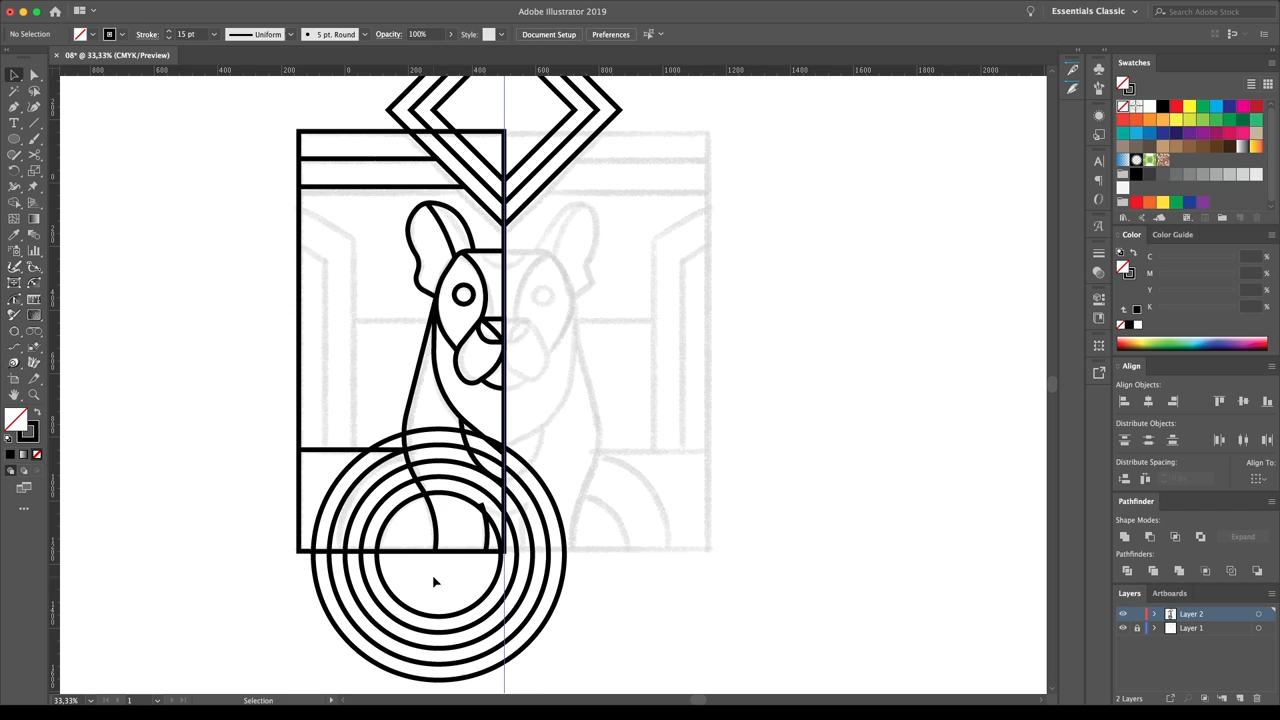 Adobe Illustrator 2019
Essentials Classic
Search Adobe Stock
No Selection
Stroke:
15 pt
Uniform
5 pt. Round
Opacity:
100%
Style:
Document Setup
Preferences
× 08* @ 33,33% (CMYK/Preview)
800 600 400 200 0 200 400 600 800 1000 1200 1400 1600 1800 2000
Swatches
Color
Color Guide
C %
M %
Y %
K %
Align
Align Objects:
Distribute Objects:
Distribute Spacing:
Align To:
Pathfinder
Shape Modes:
Expand
Pathfinders:
Layers
Artboards
Layer 2
Layer 1
2 Layers
33,33%
1
Selection